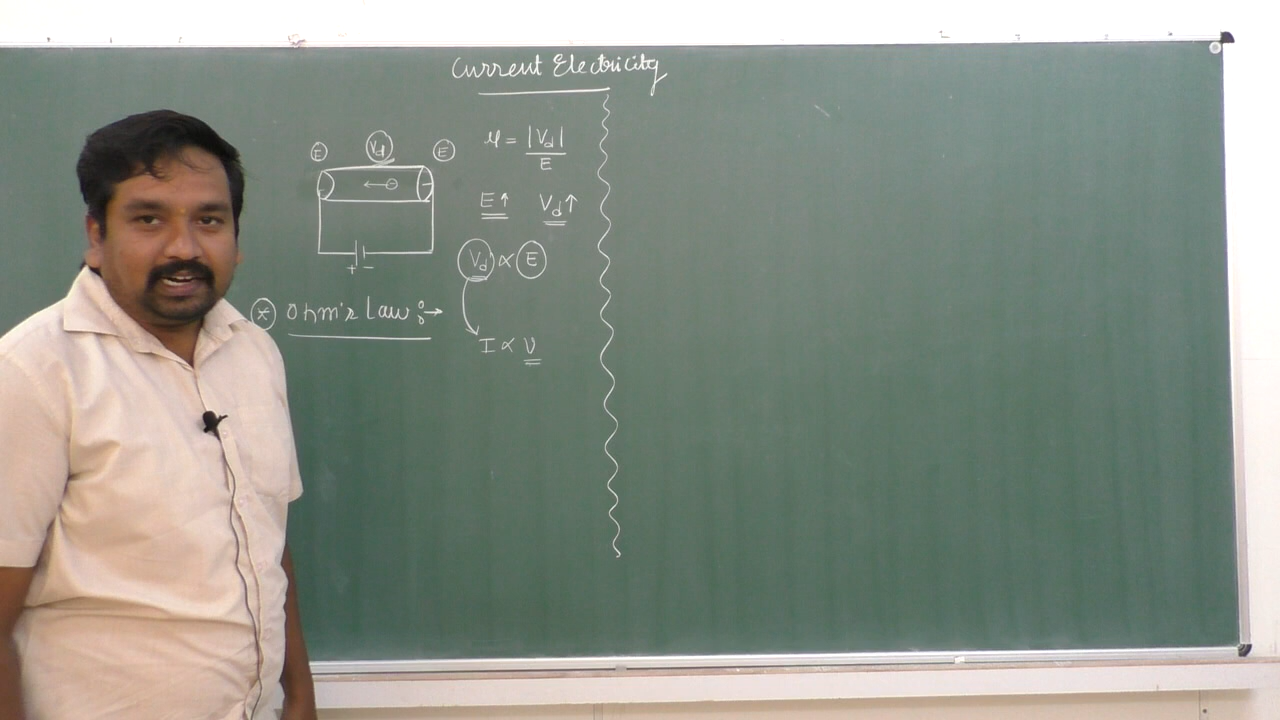 Current Electricity
E Vd E
μ = |Vd| / E
E↑ Vd↑
Vd ∝ E
+ -
* Ohm's Law :→
I ∝ V